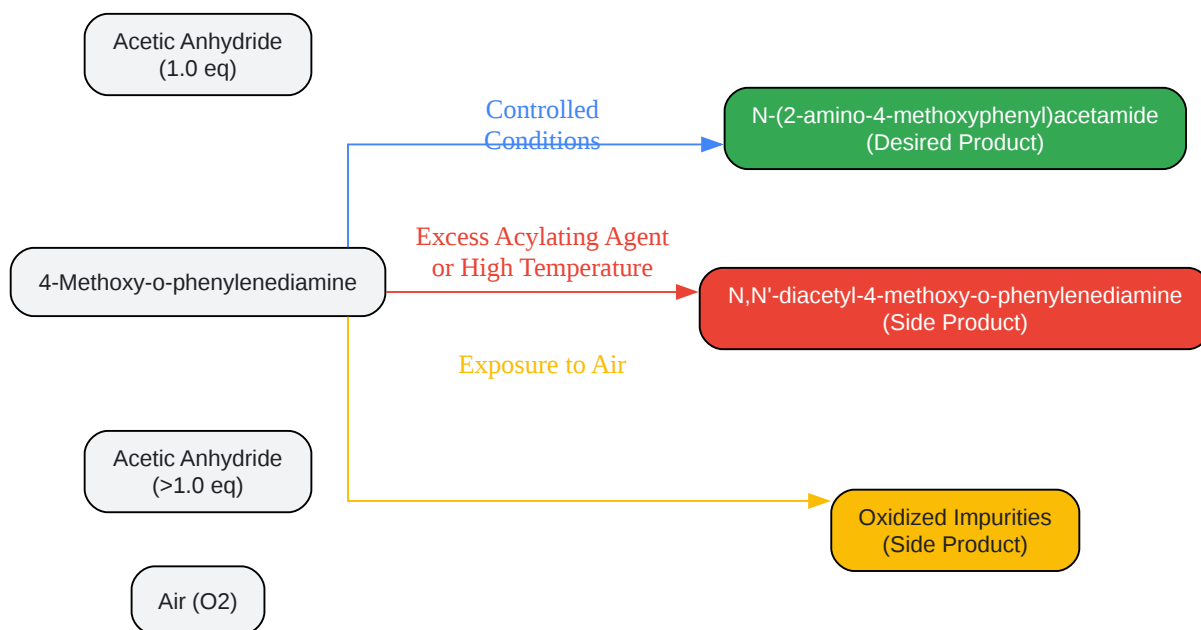 Acetic Anhydride
(1.0 eq)
Controlled
Conditions
N-(2-amino-4-methoxyphenyl)acetamide
(Desired Product)
4-Methoxy-o-phenylenediamine
Excess Acylating Agent
or High Temperature
N,N'-diacetyl-4-methoxy-o-phenylenediamine
(Side Product)
Exposure to Air
Acetic Anhydride
(>1.0 eq)
Oxidized Impurities
(Side Product)
Air (O2)